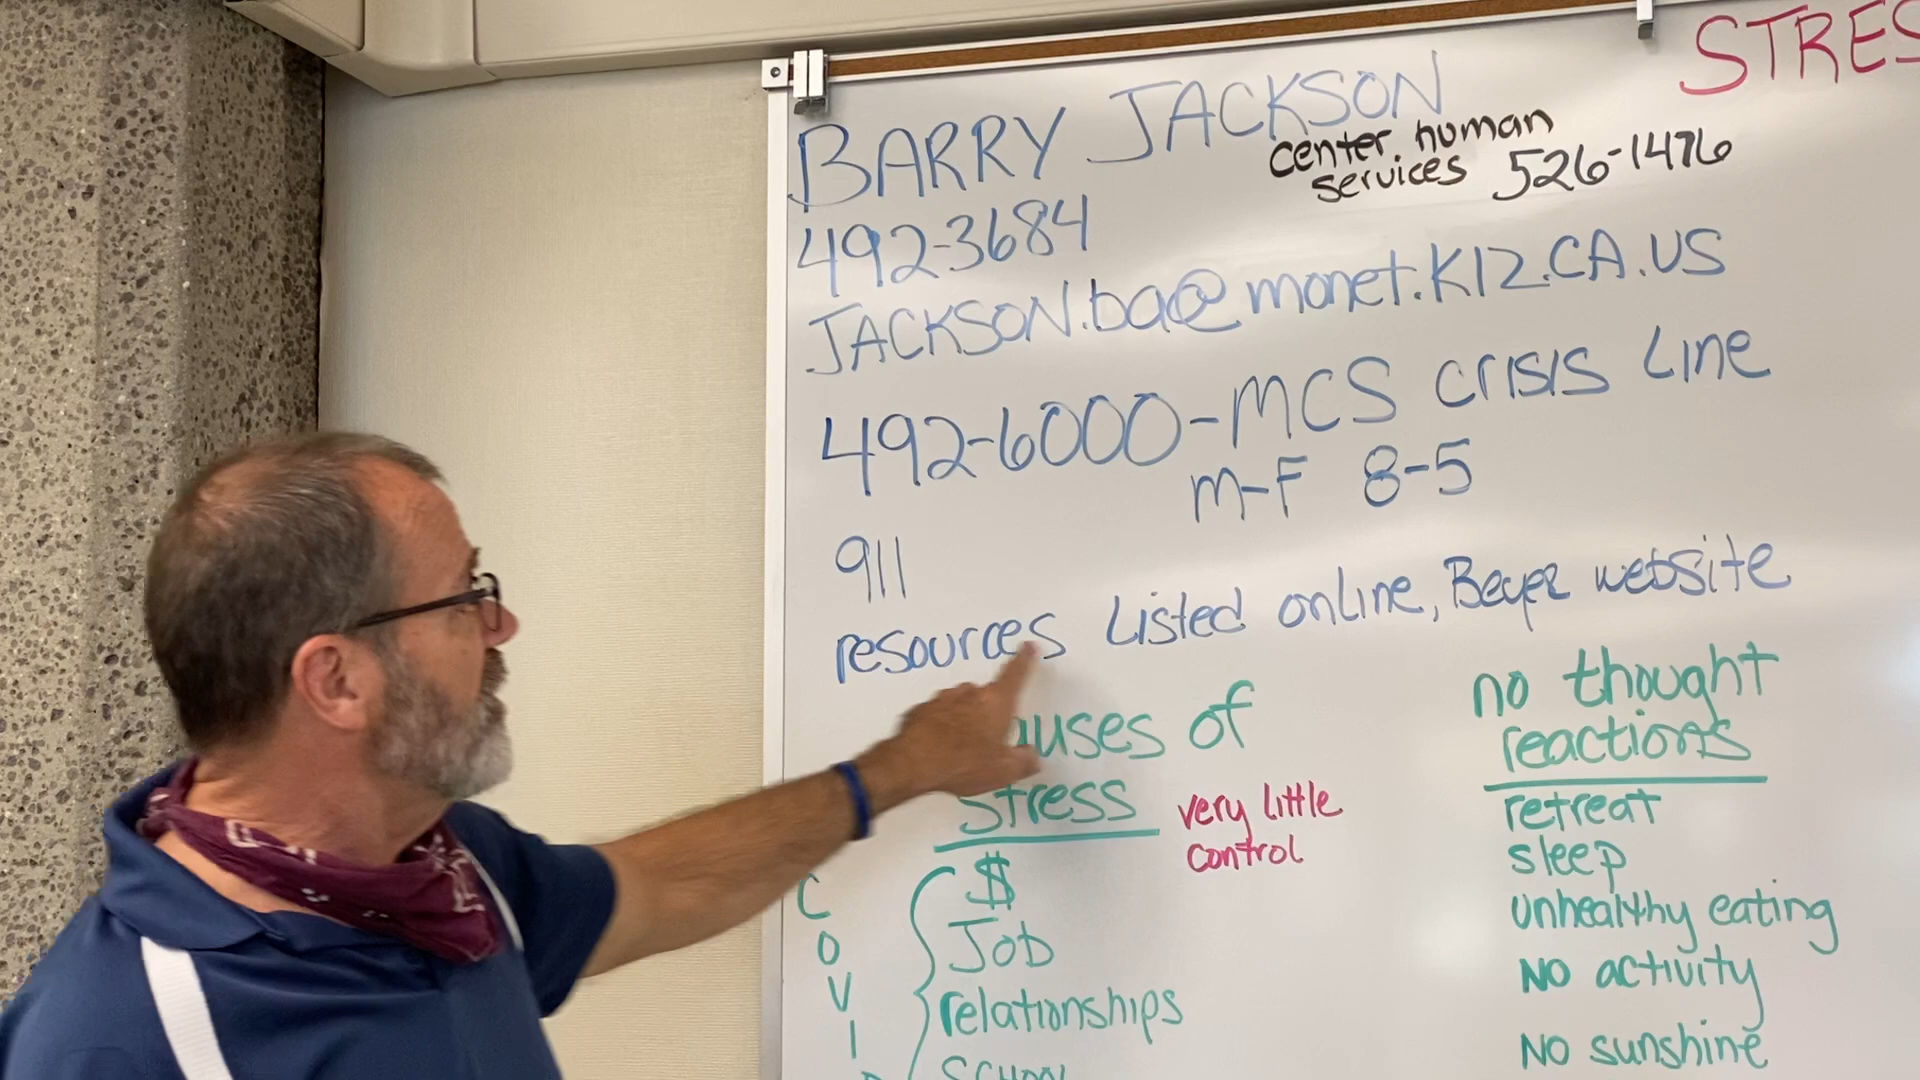 STRES
BARRY JACKSON
center human
services 526-1476
492-3684
JACKSON.ba@monet.K12.CA.US
492-6000-MCS crisis Line
M-F 8-5
911
resources Listed online, Beyer website
auses of
Stress
very little
control
$
Job
relationships
SCHOOL
C
O
V
I
D
no thought
reactions
retreat
sleep
unhealthy eating
NO activity
NO sunshine